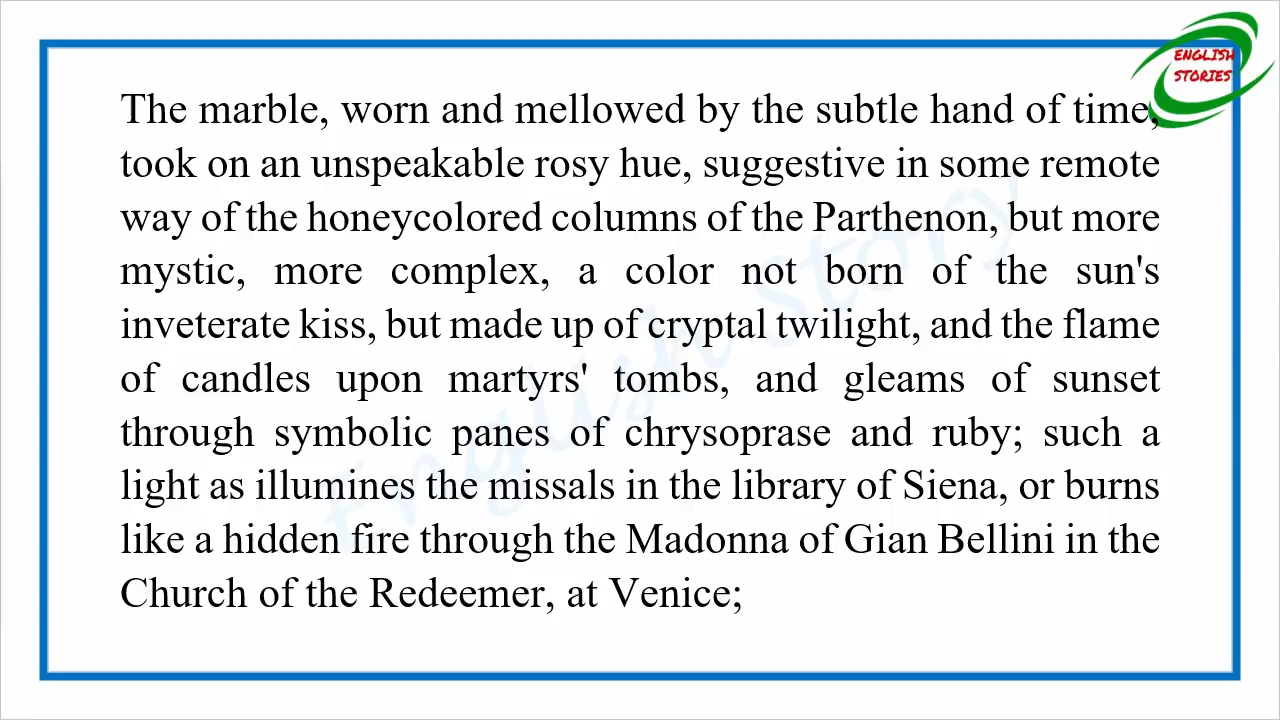 ENGLISH
STORIES
The marble, worn and mellowed by the subtle hand of time,
took on an unspeakable rosy hue, suggestive in some remote
way of the honeycolored columns of the Parthenon, but more
mystic, more complex, a color not born of the sun's
inveterate kiss, but made up of cryptal twilight, and the flame
of candles upon martyrs' tombs, and gleams of sunset
through symbolic panes of chrysoprase and ruby; such a
light as illumines the missals in the library of Siena, or burns
like a hidden fire through the Madonna of Gian Bellini in the
Church of the Redeemer, at Venice;
English Story